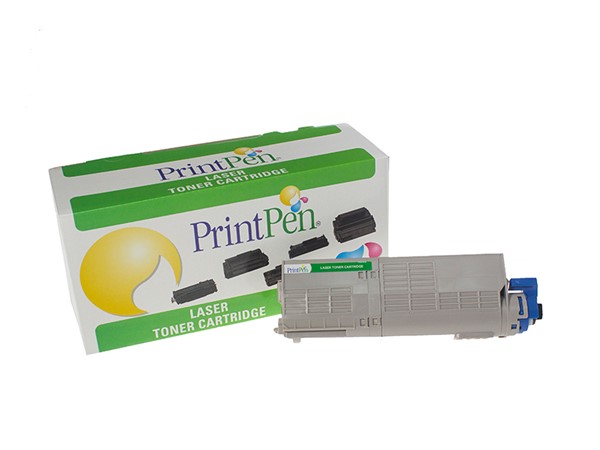 PrintPen®
LASER
TONER CARTRIDGE
PrintPen®
LASER
TONER CARTRIDGE
PrintPen
LASER TONER CARTRIDGE